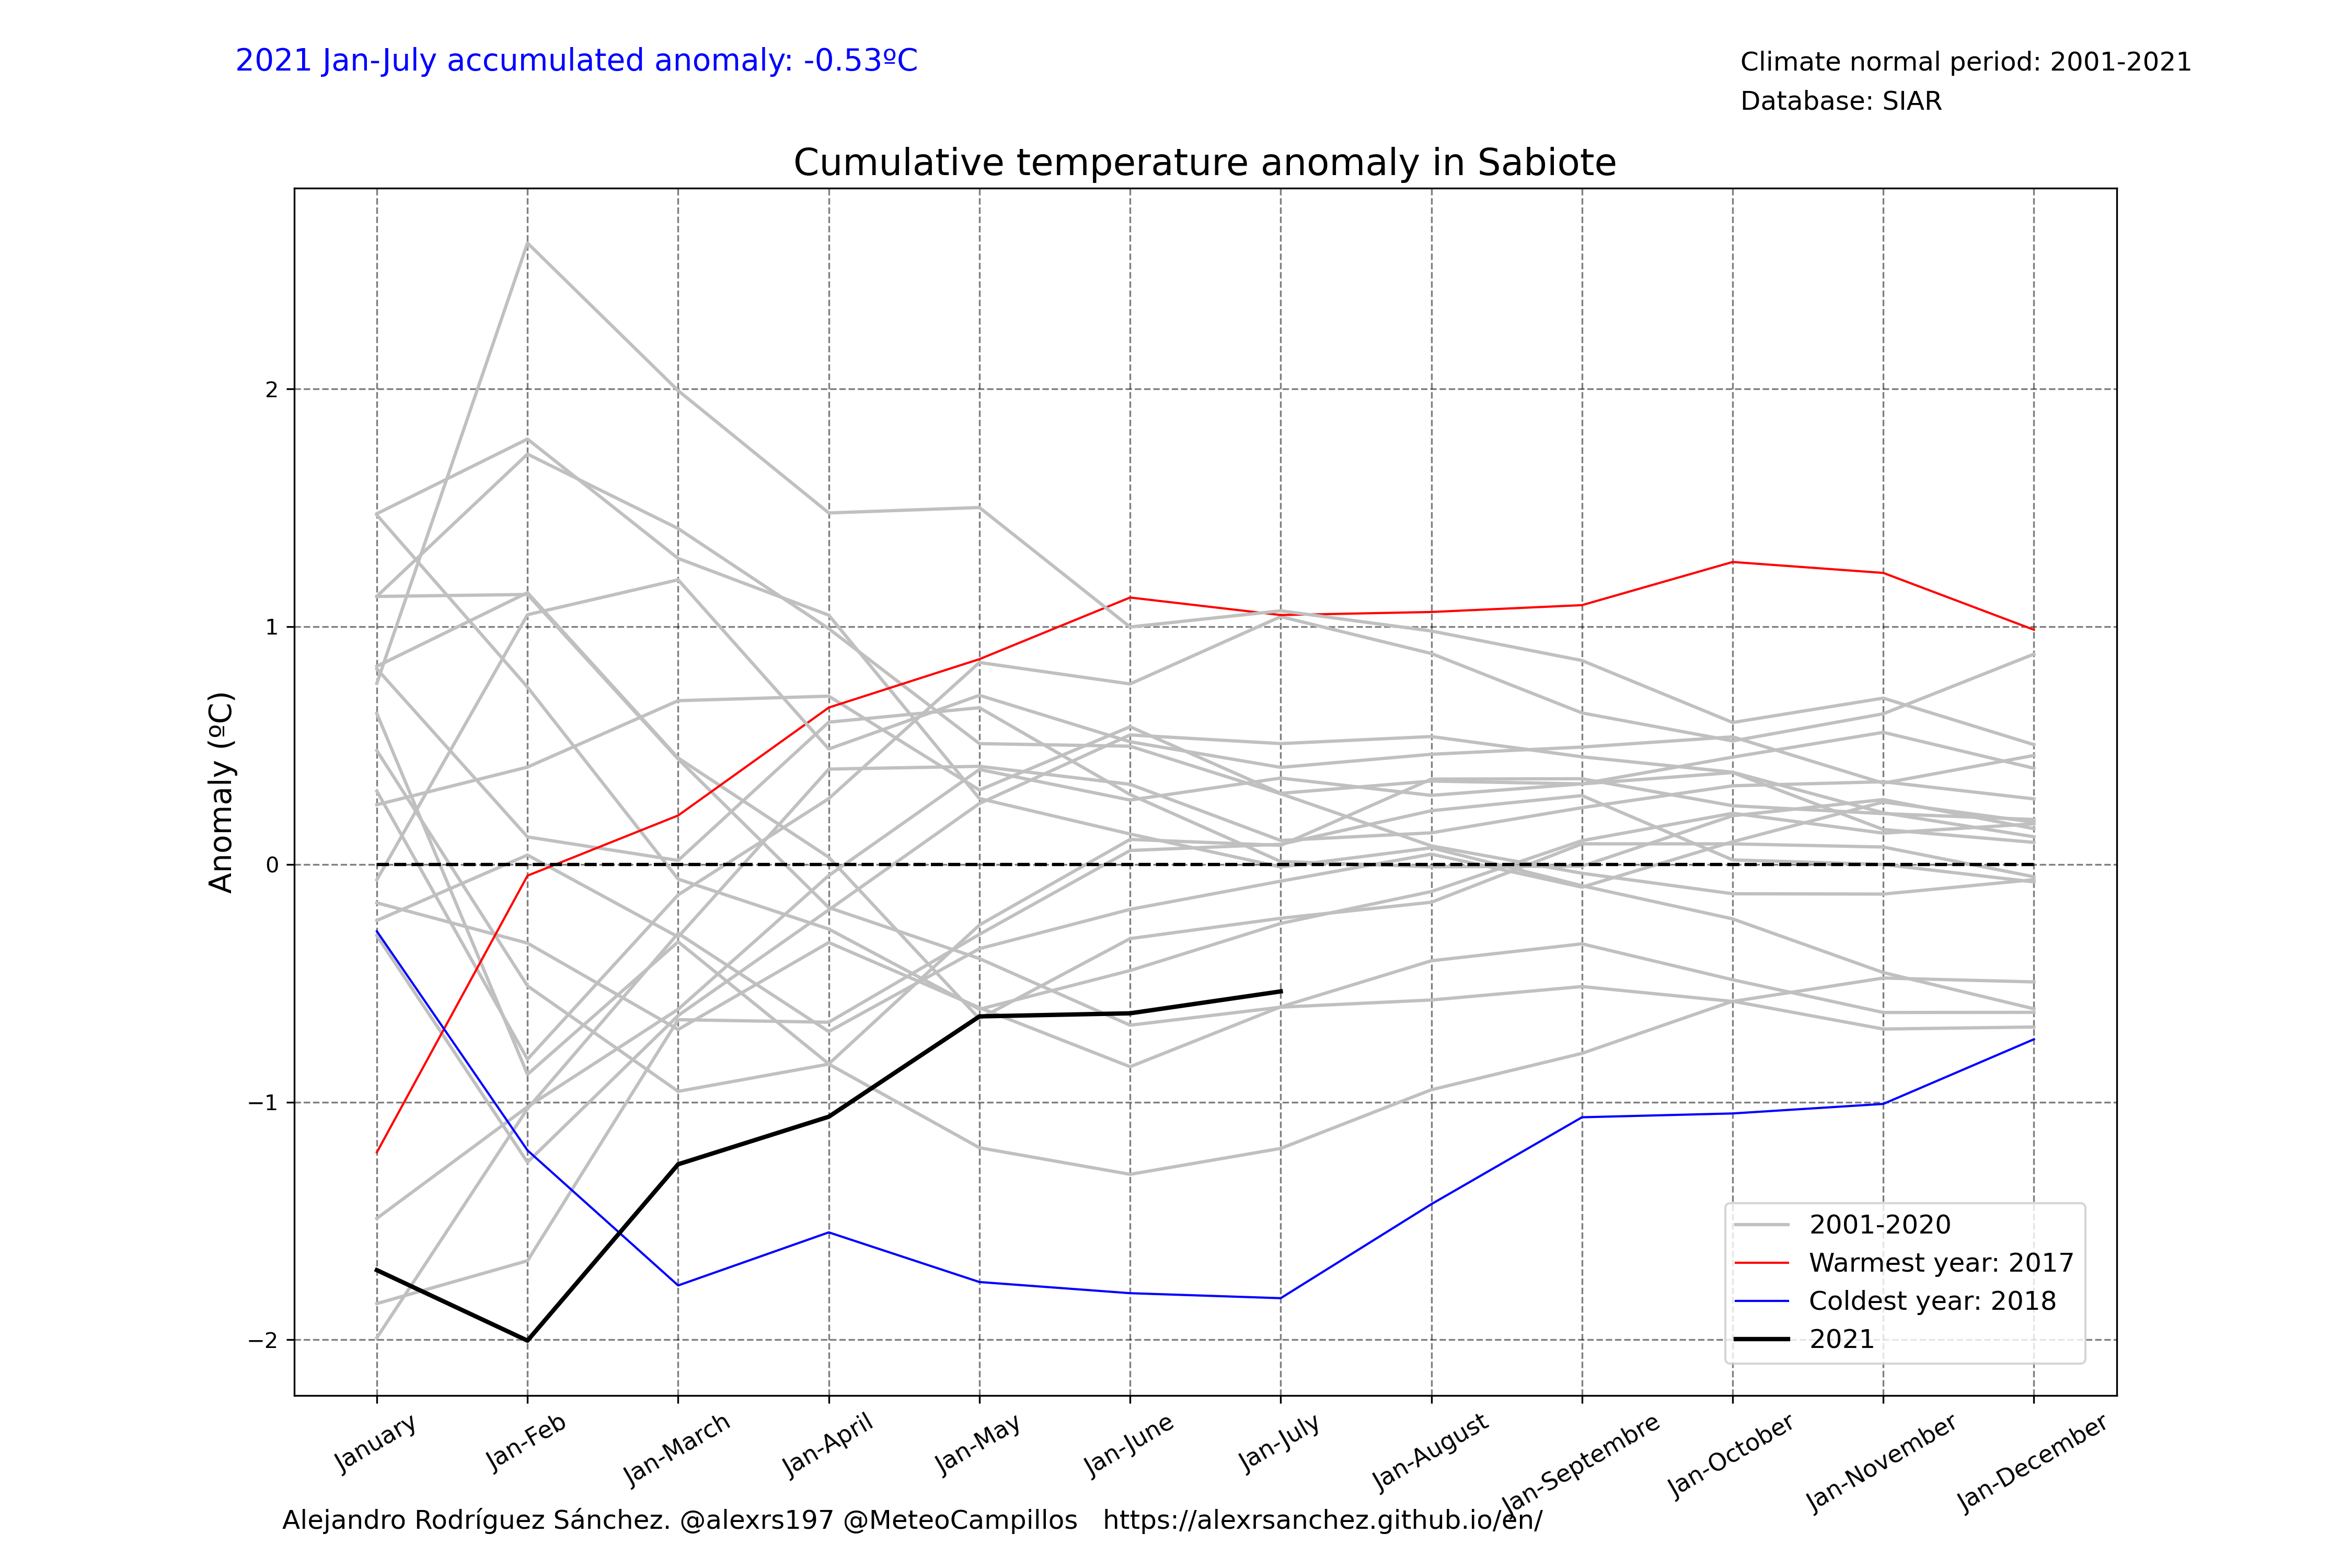 2021 Jan-July accumulated anomaly: -0.53ºC
Climate normal period: 2001-2021
Database: SIAR
Cumulative temperature anomaly in Sabiote
Anomaly (ºC)
2
1
0
−1
−2
2001-2020
Warmest year: 2017
Coldest year: 2018
2021
January
Jan-Feb
Jan-March
Jan-April
Jan-May
Jan-June
Jan-July
Jan-August
Jan-Septembre
Jan-October
Jan-November
Jan-December
Alejandro Rodríguez Sánchez. @alexrs197 @MeteoCampillos   https://alexrsanchez.github.io/en/